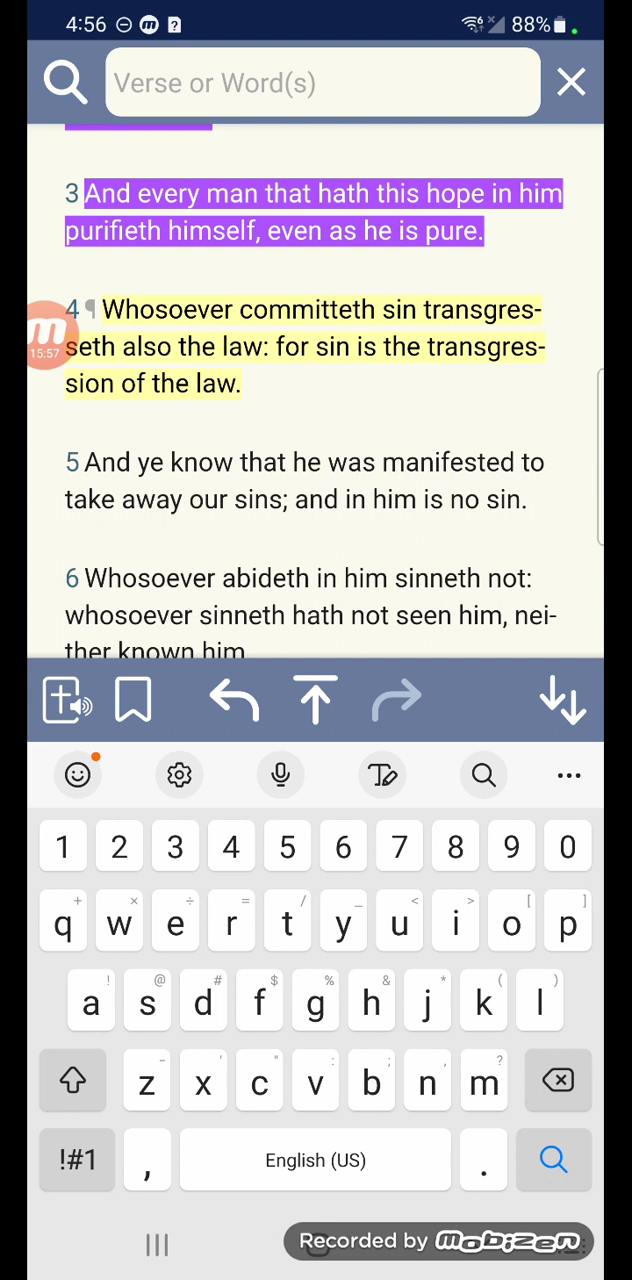 4:56 88%
Verse or Word(s)
3 And every man that hath this hope in him
purifieth himself, even as he is pure.
4 ¶ Whosoever committeth sin transgres-
15:57
seth also the law: for sin is the transgres-
sion of the law.
5 And ye know that he was manifested to
take away our sins; and in him is no sin.
6 Whosoever abideth in him sinneth not:
whosoever sinneth hath not seen him, nei-
ther known him
1 2 3 4 5 6 7 8 9 0
+ × ÷ = / _ < > [ ]
q w e r t y u i o p
! @ # $ % & * ( )
a s d f g h j k l
- ' " : ; , ?
z x c v b n m
!#1 , English (US) .
Recorded by mobizen